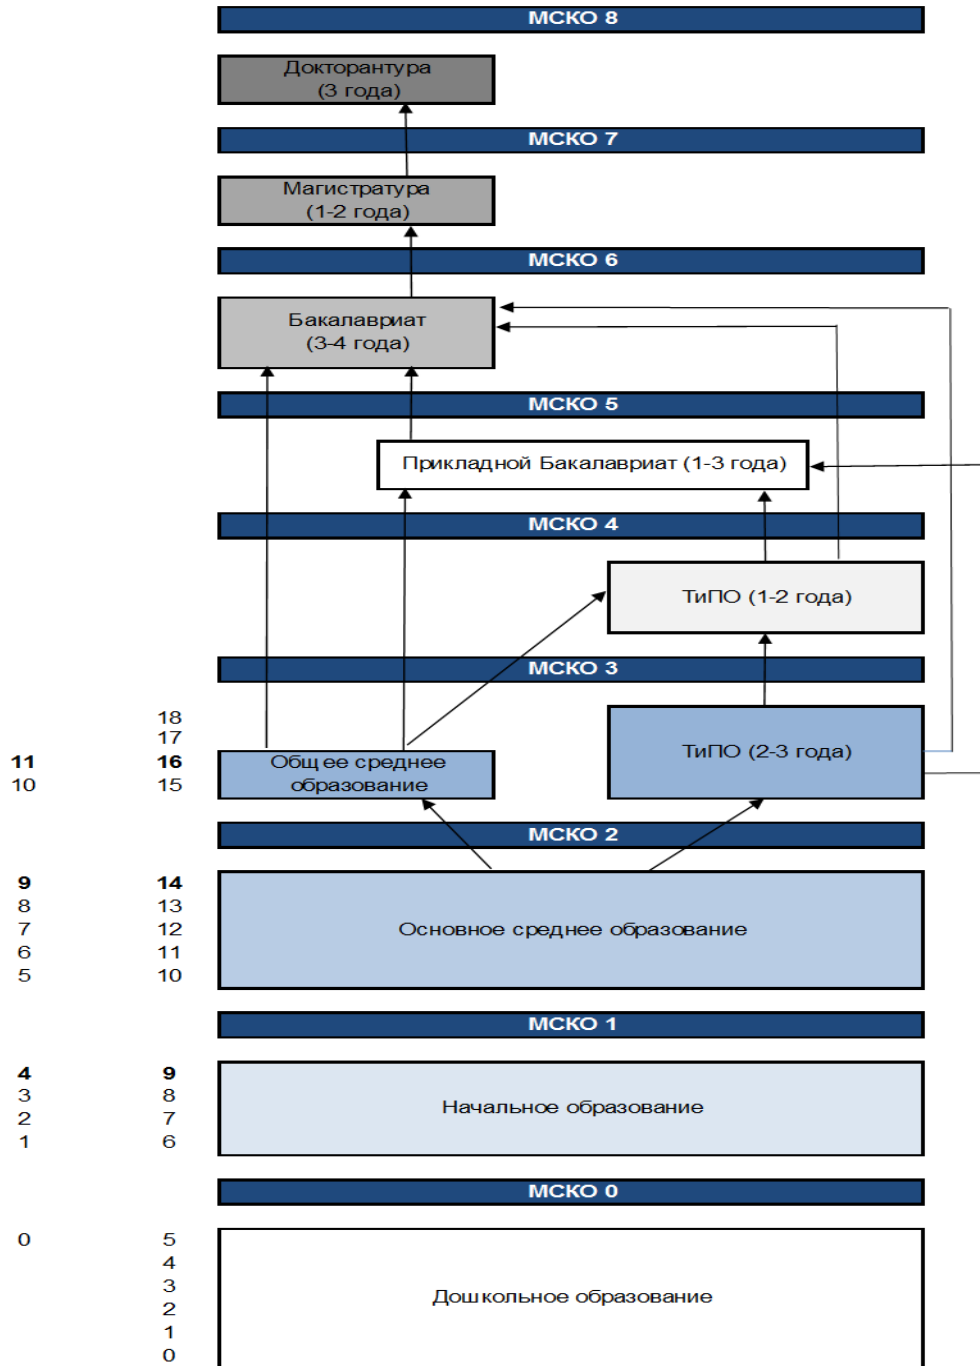 МСКО 8
Докторантура
(3 года)
МСКО 7
Магистратура
(1-2 года)
МСКО 6
Бакалавриат
(3-4 года)
МСКО 5
Прикладной Бакалавриат (1-3 года)
МСКО 4
ТиПО (1-2 года)
МСКО 3
18
17
11 16
10 15
Общее среднее
образование
ТиПО (2-3 года)
МСКО 2
9 14
8 13
7 12
6 11
5 10
Основное среднее образование
МСКО 1
4 9
3 8
2 7
1 6
Начальное образование
МСКО 0
0 5
4
3
2
1
0
Дошкольное образование